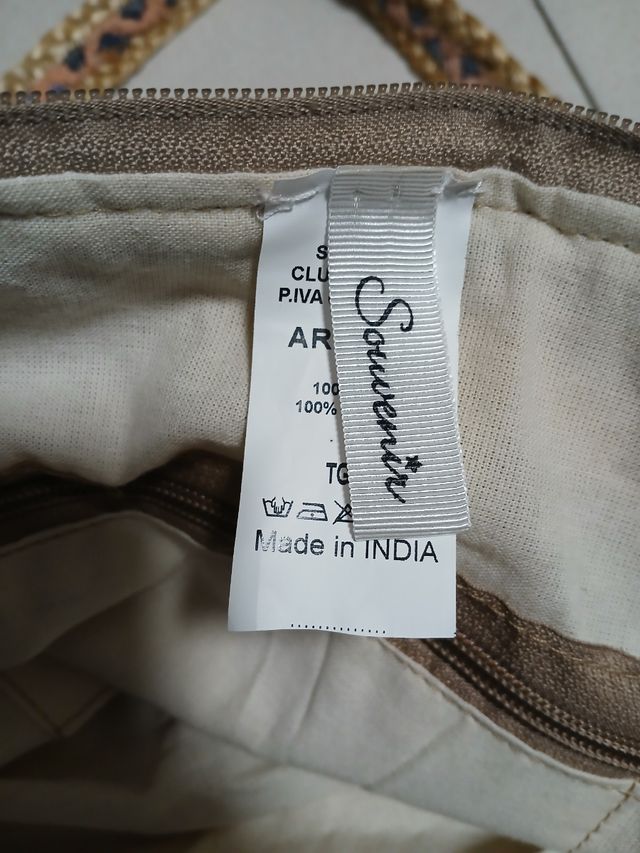 S
CLU
P.IVA
AR
100
100%
TG
Made in INDIA
Souvenir